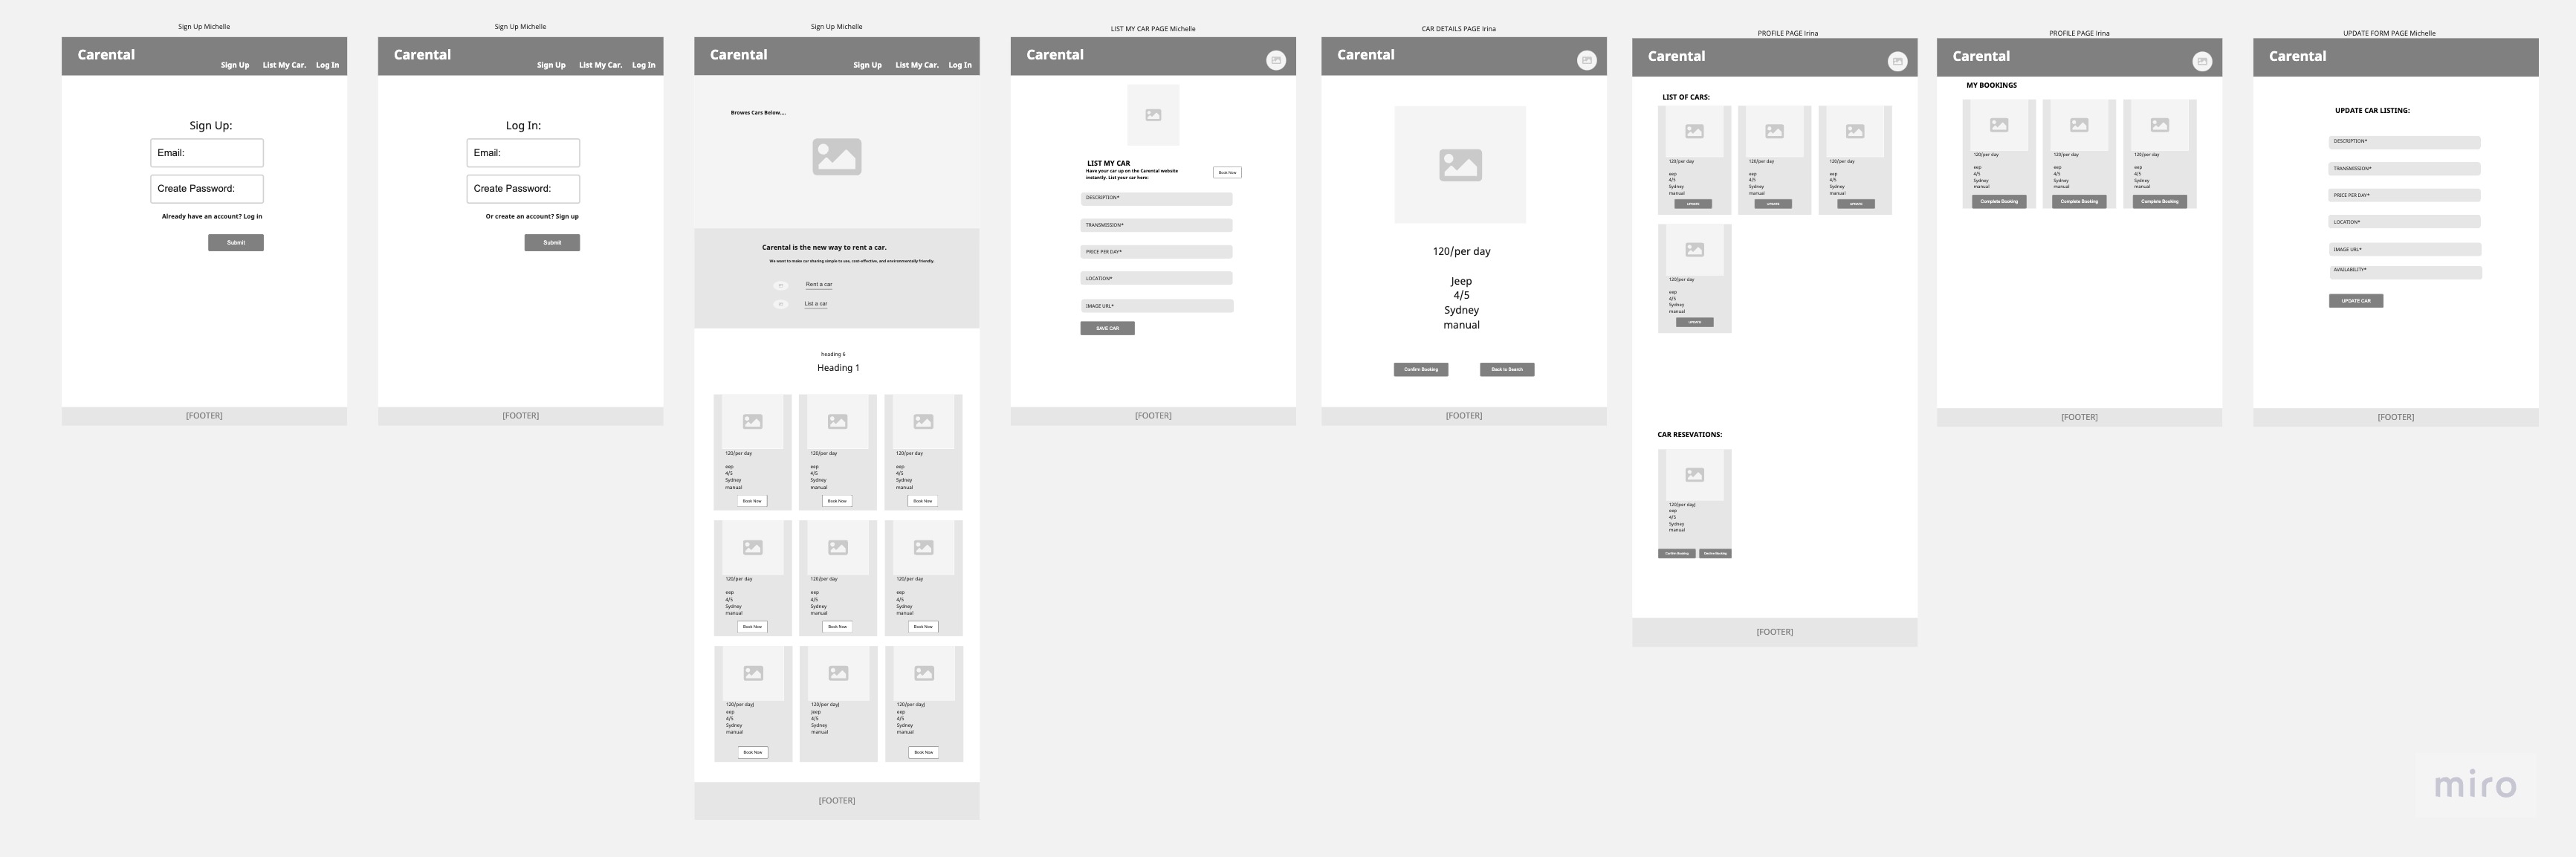 Sign Up Michelle
Carental
Sign Up List My Car. Log In
Sign Up:
Email:
Create Password:
Already have an account? Log in
Submit
[FOOTER]
Sign Up Michelle
Carental
Sign Up List My Car. Log In
Log In:
Email:
Create Password:
Or create an account? Sign up
Submit
[FOOTER]
Sign Up Michelle
Carental
Sign Up List My Car. Log In
Browes Cars Below....
Carental is the new way to rent a car.
We want to make car sharing simple to use, cost-effective, and environmentally friendly.
Rent a car
List a car
heading 6
Heading 1
120/per day
eep
4/5
Sydney
manual
Book Now
120/per day
eep
4/5
Sydney
manual
Book Now
120/per day
eep
4/5
Sydney
manual
Book Now
120/per day
eep
4/5
Sydney
manual
Book Now
120/per day
eep
4/5
Sydney
manual
Book Now
120/per day
eep
4/5
Sydney
manual
Book Now
120/per dayJ
eep
4/5
Sydney
manual
Book Now
120/per day
Jeep
4/5
Sydney
manual
120/per dayJ
eep
4/5
Sydney
manual
Book Now
[FOOTER]
LIST MY CAR PAGE Michelle
Carental
LIST MY CAR
Have your car up on the Carental website
instantly. List your car here:
Book Now
DESCRIPTION*
TRANSMISSION*
PRICE PER DAY*
LOCATION*
IMAGE URL*
SAVE CAR
[FOOTER]
CAR DETAILS PAGE Irina
Carental
120/per day
Jeep
4/5
Sydney
manual
Confirm Booking
Back to Search
[FOOTER]
PROFILE PAGE Irina
Carental
LIST OF CARS:
120/per day
eep
4/5
Sydney
manual
UPDATE
120/per day
eep
4/5
Sydney
manual
UPDATE
120/per day
eep
4/5
Sydney
manual
UPDATE
120/per day
eep
4/5
Sydney
manual
UPDATE
CAR RESEVATIONS:
120/per dayJ
eep
4/5
Sydney
manual
Confirm Booking
Booking
[FOOTER]
PROFILE PAGE Irina
Carental
MY BOOKINGS
120/per day
eep
4/5
Sydney
manual
Complete Booking
120/per day
eep
4/5
Sydney
manual
Complete Booking
120/per day
eep
4/5
Sydney
manual
Complete Booking
[FOOTER]
UPDATE FORM PAGE Michelle
Carental
UPDATE CAR LISTING:
DESCRIPTION*
TRANSMISSION*
PRICE PER DAY*
LOCATION*
IMAGE URL*
AVAILABILITY*
UPDATE CAR
[FOOTER]
miro